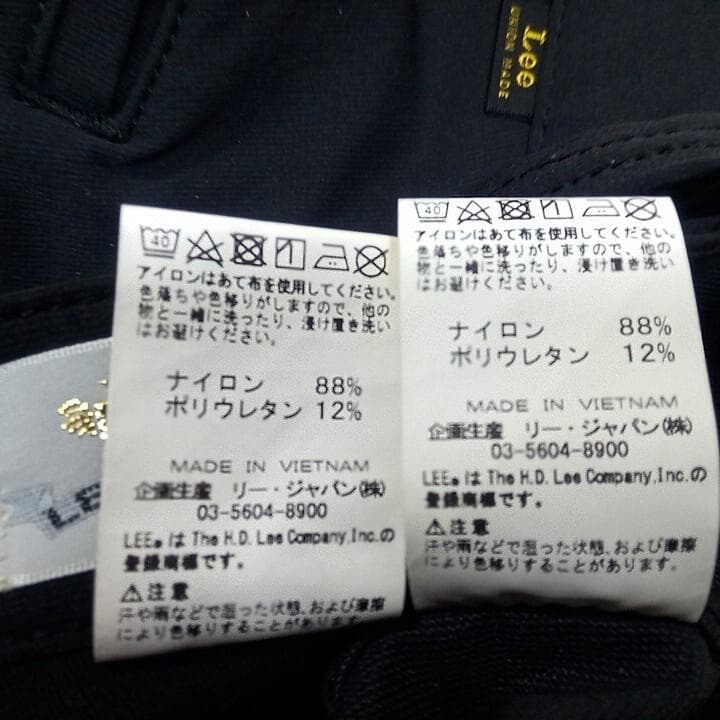 Lee
UNION MADE
40
アイロンはあて布を使用してください。
色落ちや色移りがしますので、他の
物と一緒に洗ったり、浸け置き洗い
はお避けください。
ナイロン 88%
ポリウレタン 12%
MADE IN VIETNAM
企画生産 リー・ジャパン(株)
03-5604-8900
LEE®は The H.D. Lee Company,Inc.の
登録商標です。
⚠注意
汗や雨などで湿った状態、および摩擦
により色移りすることがあります。
40
アイロンはあて布を使用してください。
色落ちや色移りがしますので、他の
物と一緒に洗ったり、浸け置き洗い
はお避けください。
ナイロン 88%
ポリウレタン 12%
MADE IN VIETNAM
企画生産 リー・ジャパン(株)
03-5604-8900
LEE®は The H.D. Lee Company,Inc.の
登録商標です。
⚠注意
汗や雨などで湿った状態、および摩擦
により色移りすることがあります。